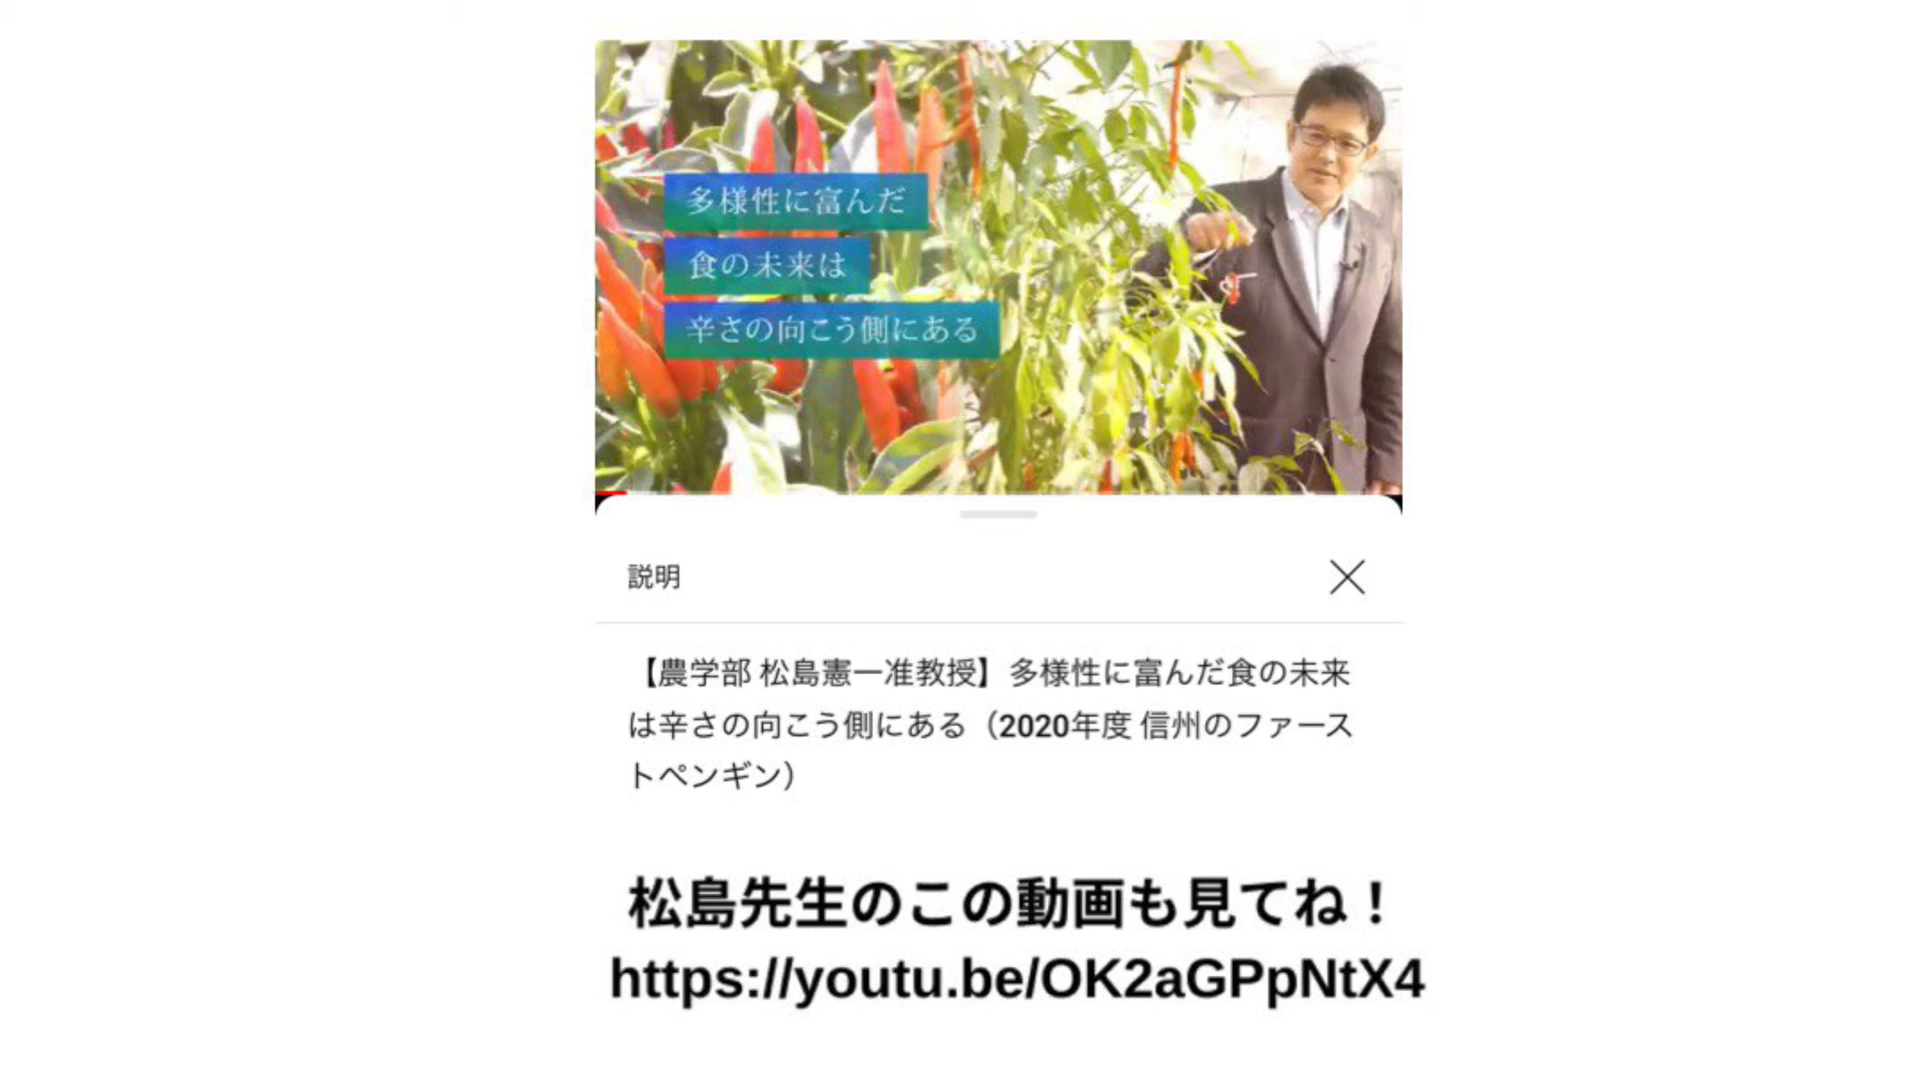 多様性に富んだ
食の未来は
辛さの向こう側にある
説明
【農学部 松島憲一准教授】多様性に富んだ食の未来
は辛さの向こう側にある（2020年度 信州のファース
トペンギン）
松島先生のこの動画も見てね！
https://youtu.be/OK2aGPpNtX4